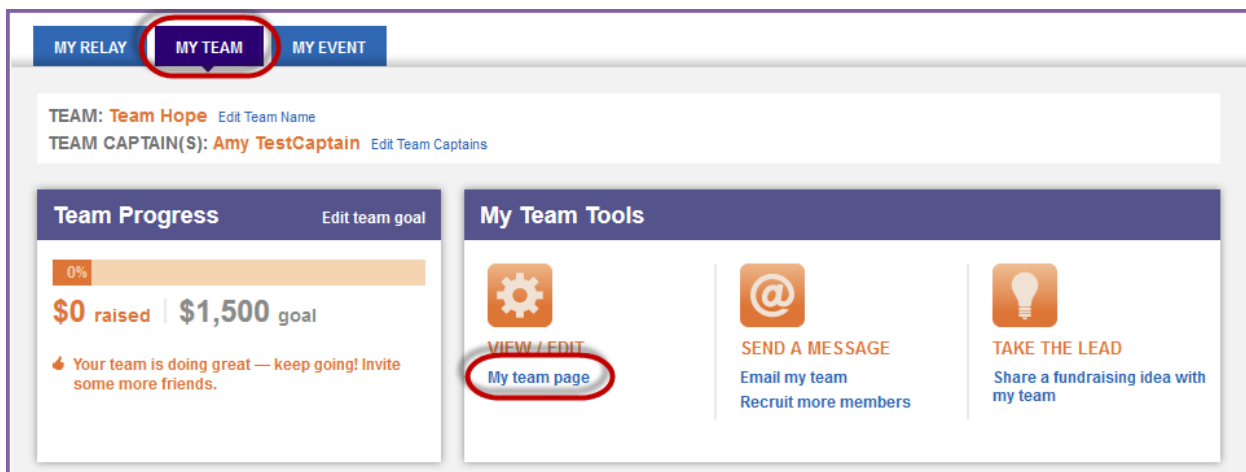 MY RELAY MY TEAM MY EVENT
TEAM: Team Hope Edit Team Name
TEAM CAPTAIN(S): Amy TestCaptain Edit Team Captains
Team Progress Edit team goal
0%
$0 raised $1,500 goal
Your team is doing great — keep going! Invite
some more friends.
My Team Tools
VIEW / EDIT
My team page
SEND A MESSAGE
Email my team
Recruit more members
TAKE THE LEAD
Share a fundraising idea with
my team